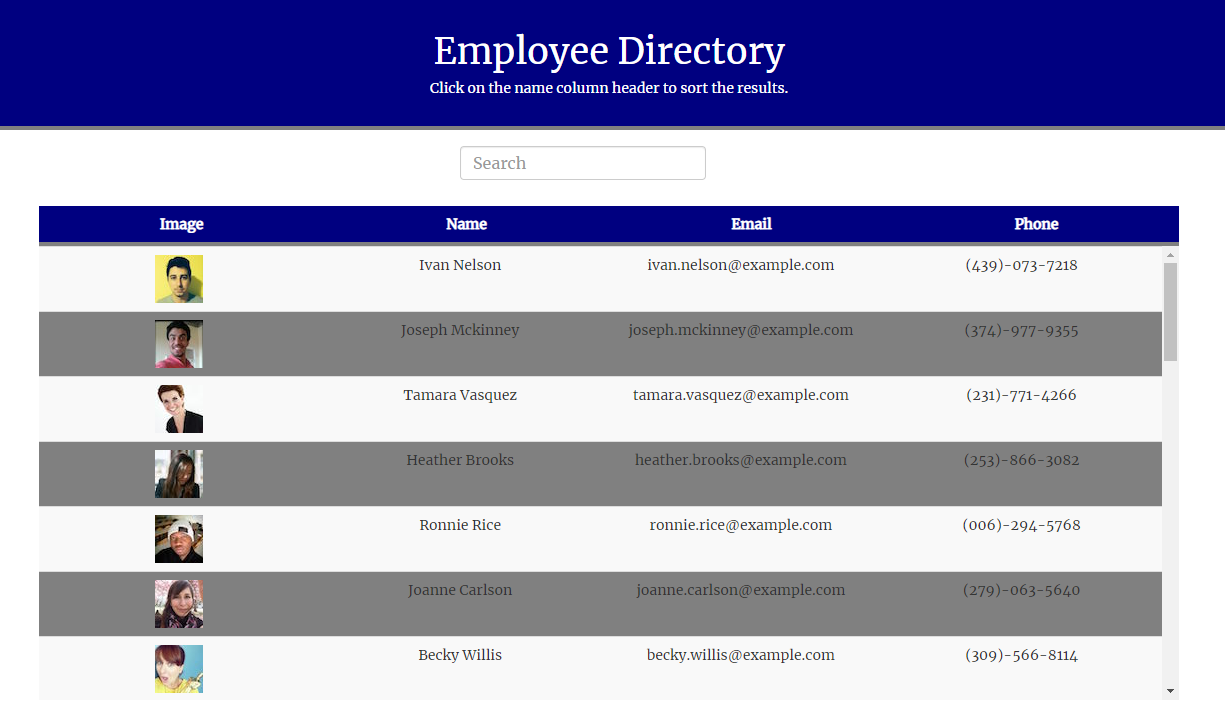 Employee Directory
Click on the name column header to sort the results.
Search
Image Name Email Phone
Ivan Nelson ivan.nelson@example.com (439)-073-7218
Joseph Mckinney joseph.mckinney@example.com (374)-977-9355
Tamara Vasquez tamara.vasquez@example.com (231)-771-4266
Heather Brooks heather.brooks@example.com (253)-866-3082
Ronnie Rice ronnie.rice@example.com (006)-294-5768
Joanne Carlson joanne.carlson@example.com (279)-063-5640
Becky Willis becky.willis@example.com (309)-566-8114